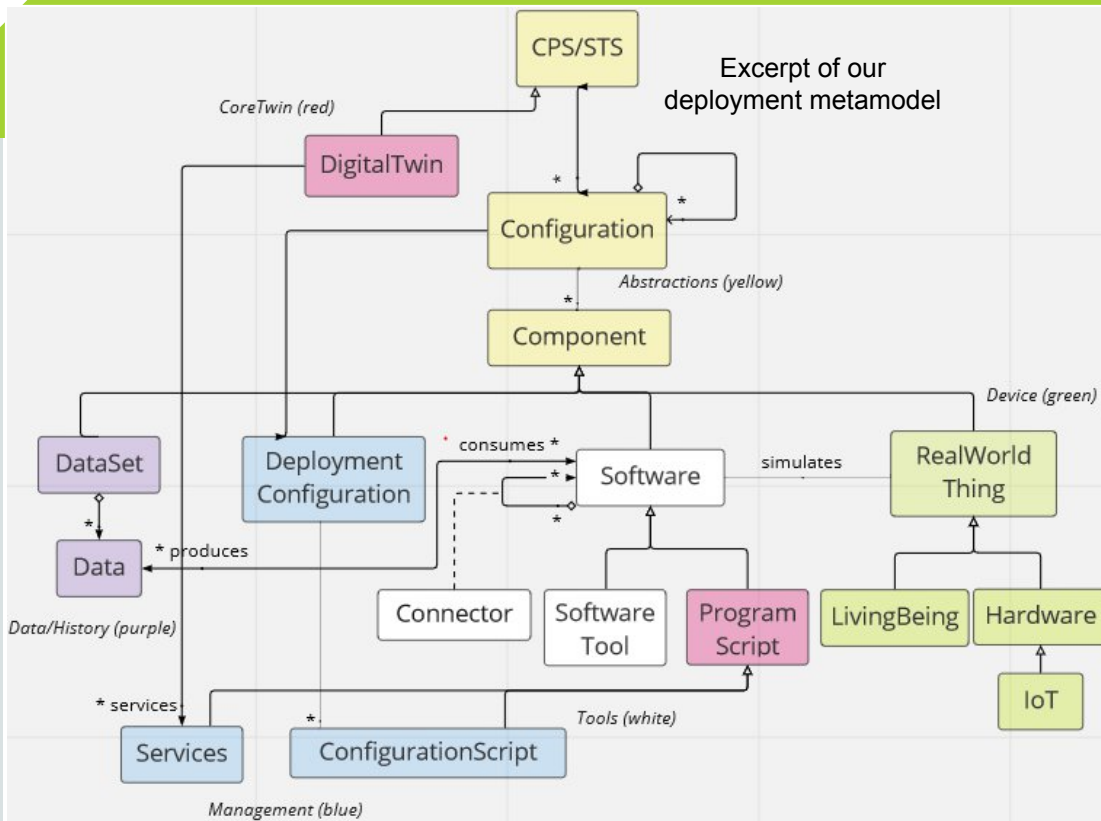 CPS/STS
Excerpt of our
deployment metamodel
CoreTwin (red)
DigitalTwin
*
*
Configuration
Abstractions (yellow)
*
Component
Device (green)
* consumes *
DataSet
Deployment
Configuration
*
Software
simulates
RealWorld
Thing
*
*
* produces
Data
Connector
Software
Tool
Program
Script
LivingBeing
Hardware
Data/History (purple)
IoT
* services
*
Tools (white)
Services
ConfigurationScript
Management (blue)